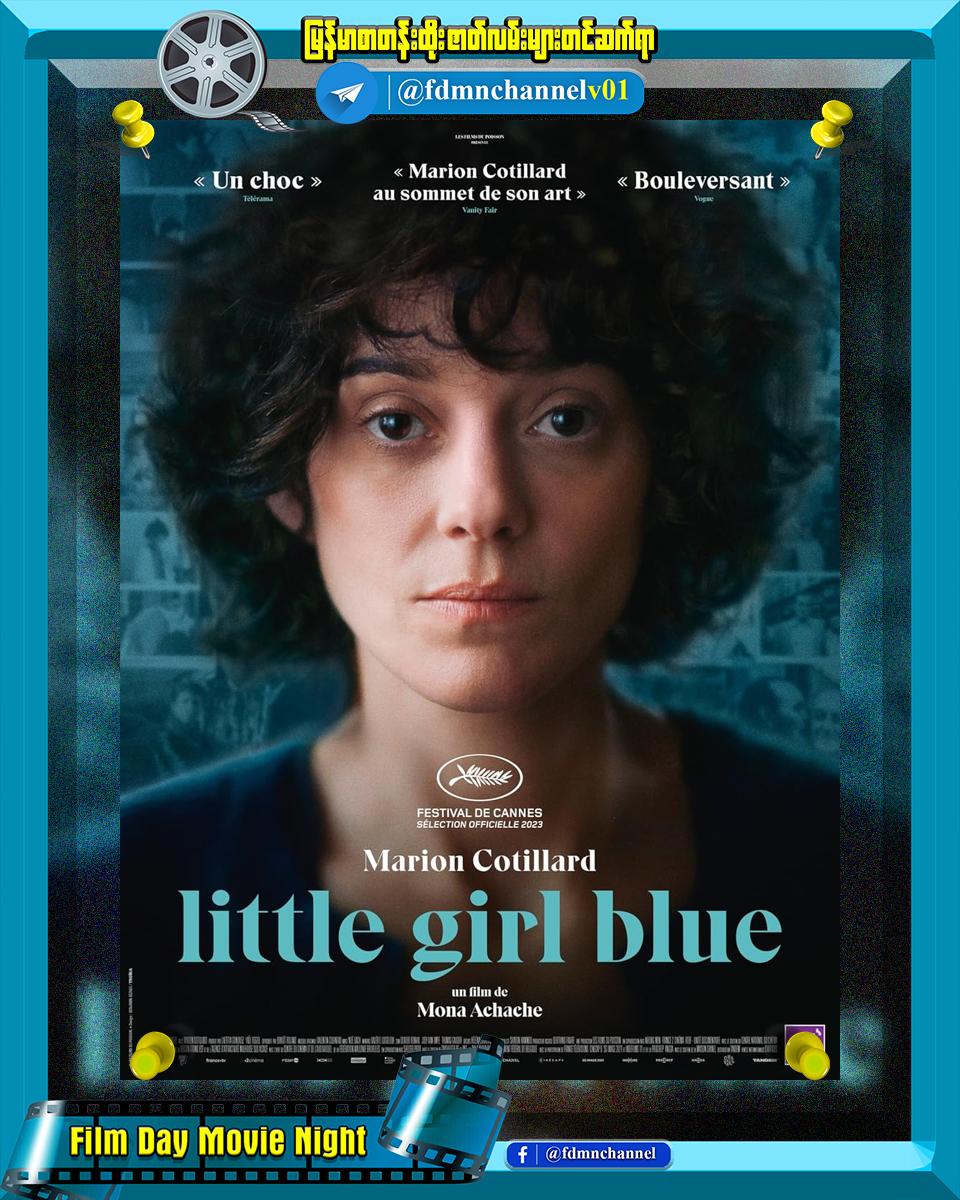 မြန်မာစာတန်းထိုးဇာတ်လမ်းများတင်ဆက်ရာ
@fdmnchannelv01
LES FILMS DU POISSON
PRÉSENTE
« Un choc »
Télérama
« Marion Cotillard
au sommet de son art »
Vanity Fair
« Bouleversant »
Vogue
FESTIVAL DE CANNES
SÉLECTION OFFICIELLE 2023
Marion Cotillard
little girl blue
un film de
Mona Achache
Film Day Movie Night
@fdmnchannel